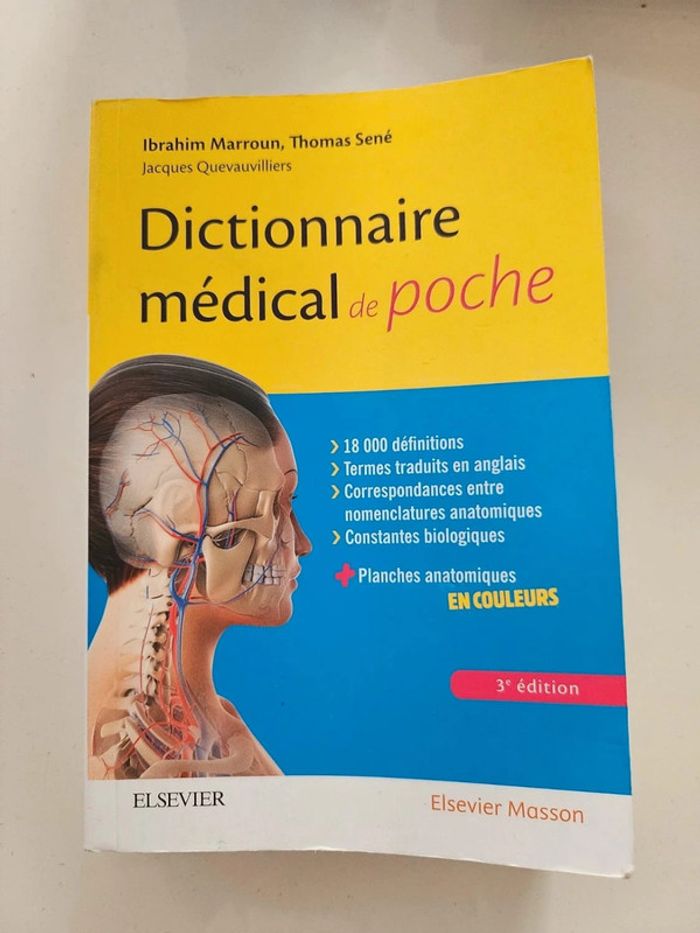 Ibrahim Marroun, Thomas Sené
Jacques Quevauvilliers
Dictionnaire
médical de poche
› 18 000 définitions
› Termes traduits en anglais
› Correspondances entre
nomenclatures anatomiques
› Constantes biologiques
+ Planches anatomiques
EN COULEURS
3e édition
ELSEVIER
Elsevier Masson